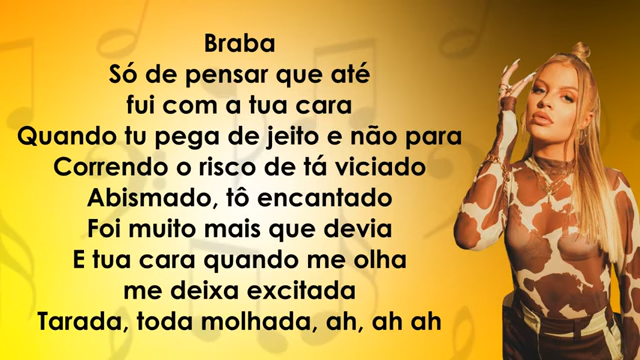 Braba
Só de pensar que até
fui com a tua cara
Quando tu pega de jeito e não para
Correndo o risco de tá viciado
Abismado, tô encantado
Foi muito mais que devia
E tua cara quando me olha
me deixa excitada
Tarada, toda molhada, ah, ah ah